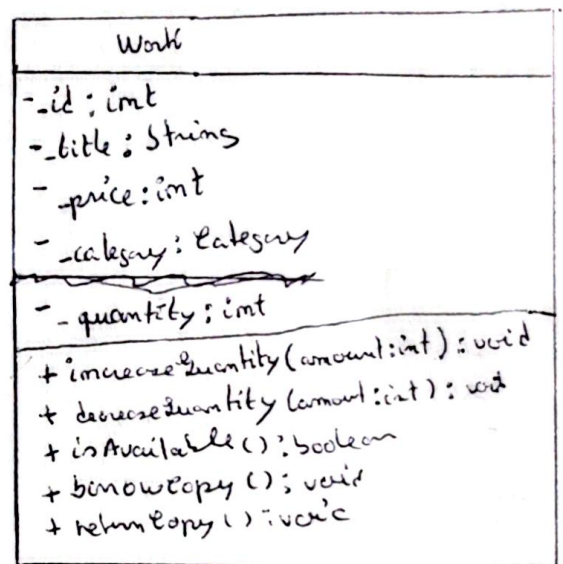 Work
- _id : int
- _title : String
- _price : int
- _category : Category
- _quantity : int
+ increaseQuantity (amount : int) : void
+ decreaseQuantity (amout : int) : void
+ isAvailable () : boolean
+ borrowCopy () : void
+ returnCopy () : void